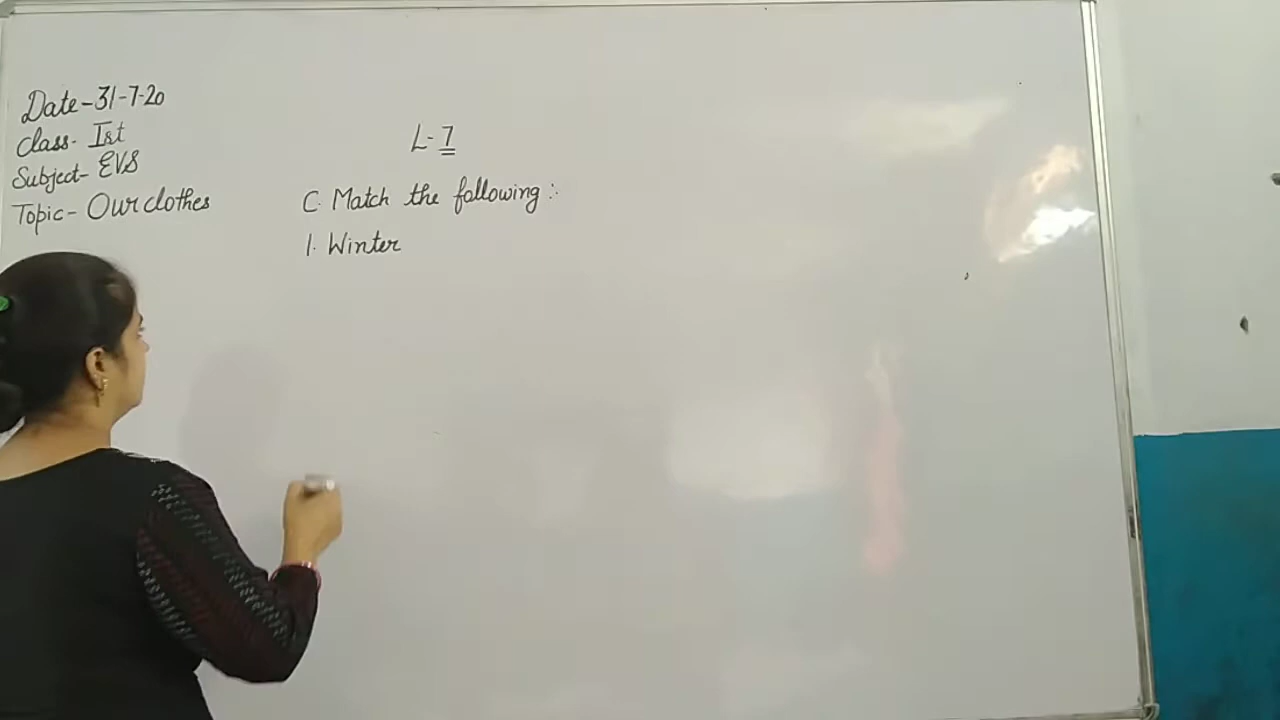 Date-31-7-20
Class- Ist
Subject- EVS
Topic- Our clothes
L-7
C. Match the following :-
1. Winter